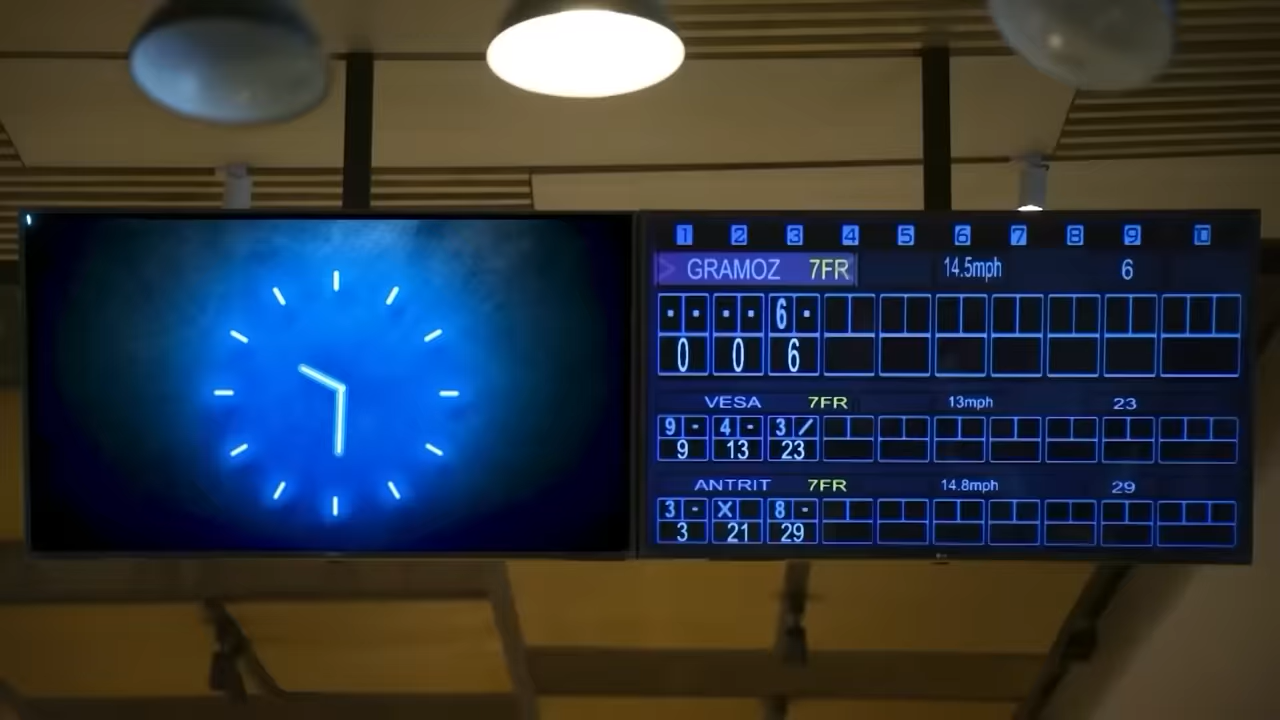 1 2 3 4 5 6 7 8 9 10
> GRAMOZ 7FR 14.5mph 6
· · · · 6 ·
0 0 6
VESA 7FR 13mph 23
9 - 4 - 3 /
9 13 23
ANTRIT 7FR 14.8mph 29
3 - X 8 -
3 21 29